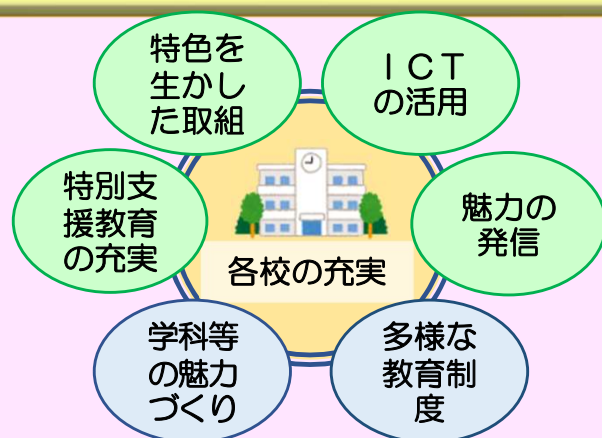 特色を
生かし
た取組
ＩＣＴ
の活用
特別支
援教育
の充実
魅力の
発信
各校の充実
学科等
の魅力
づくり
多様な
教育制
度